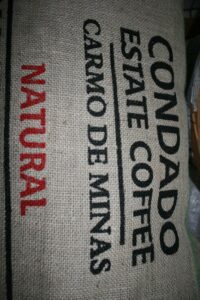 CONDADO
ESTATE COFFEE
CARMO DE MINAS
NATURAL